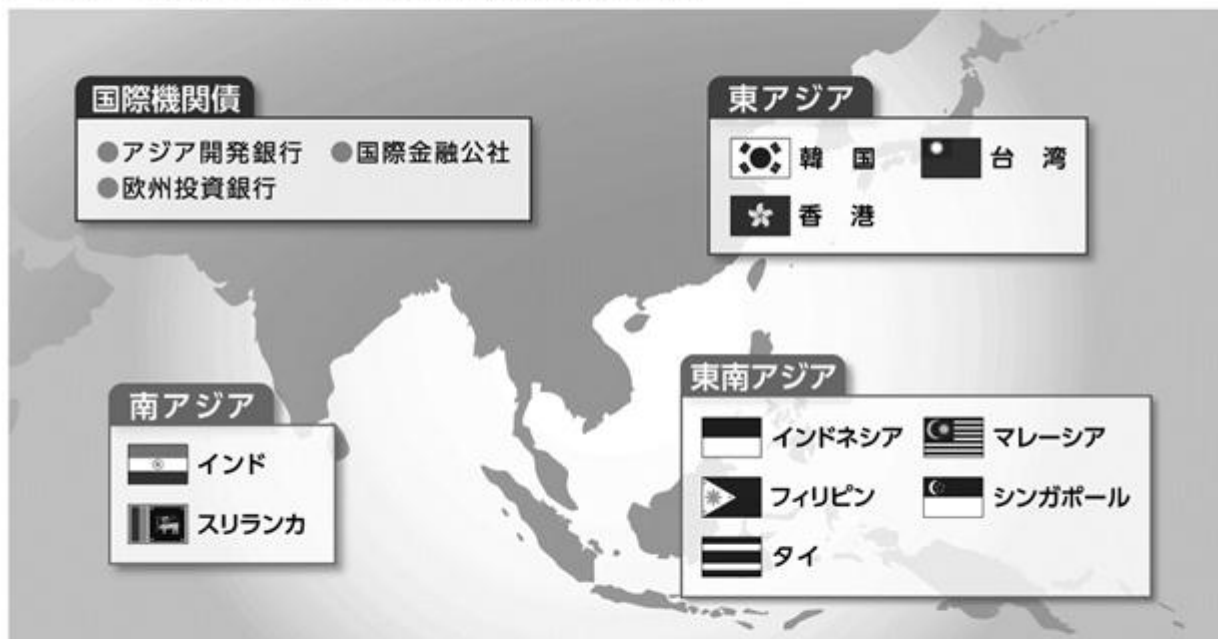 国際機関債
●アジア開発銀行 ●国際金融公社
●欧州投資銀行
東アジア
韓 国 台 湾
香 港
南アジア
インド
スリランカ
東南アジア
インドネシア マレーシア
フィリピン シンガポール
タイ